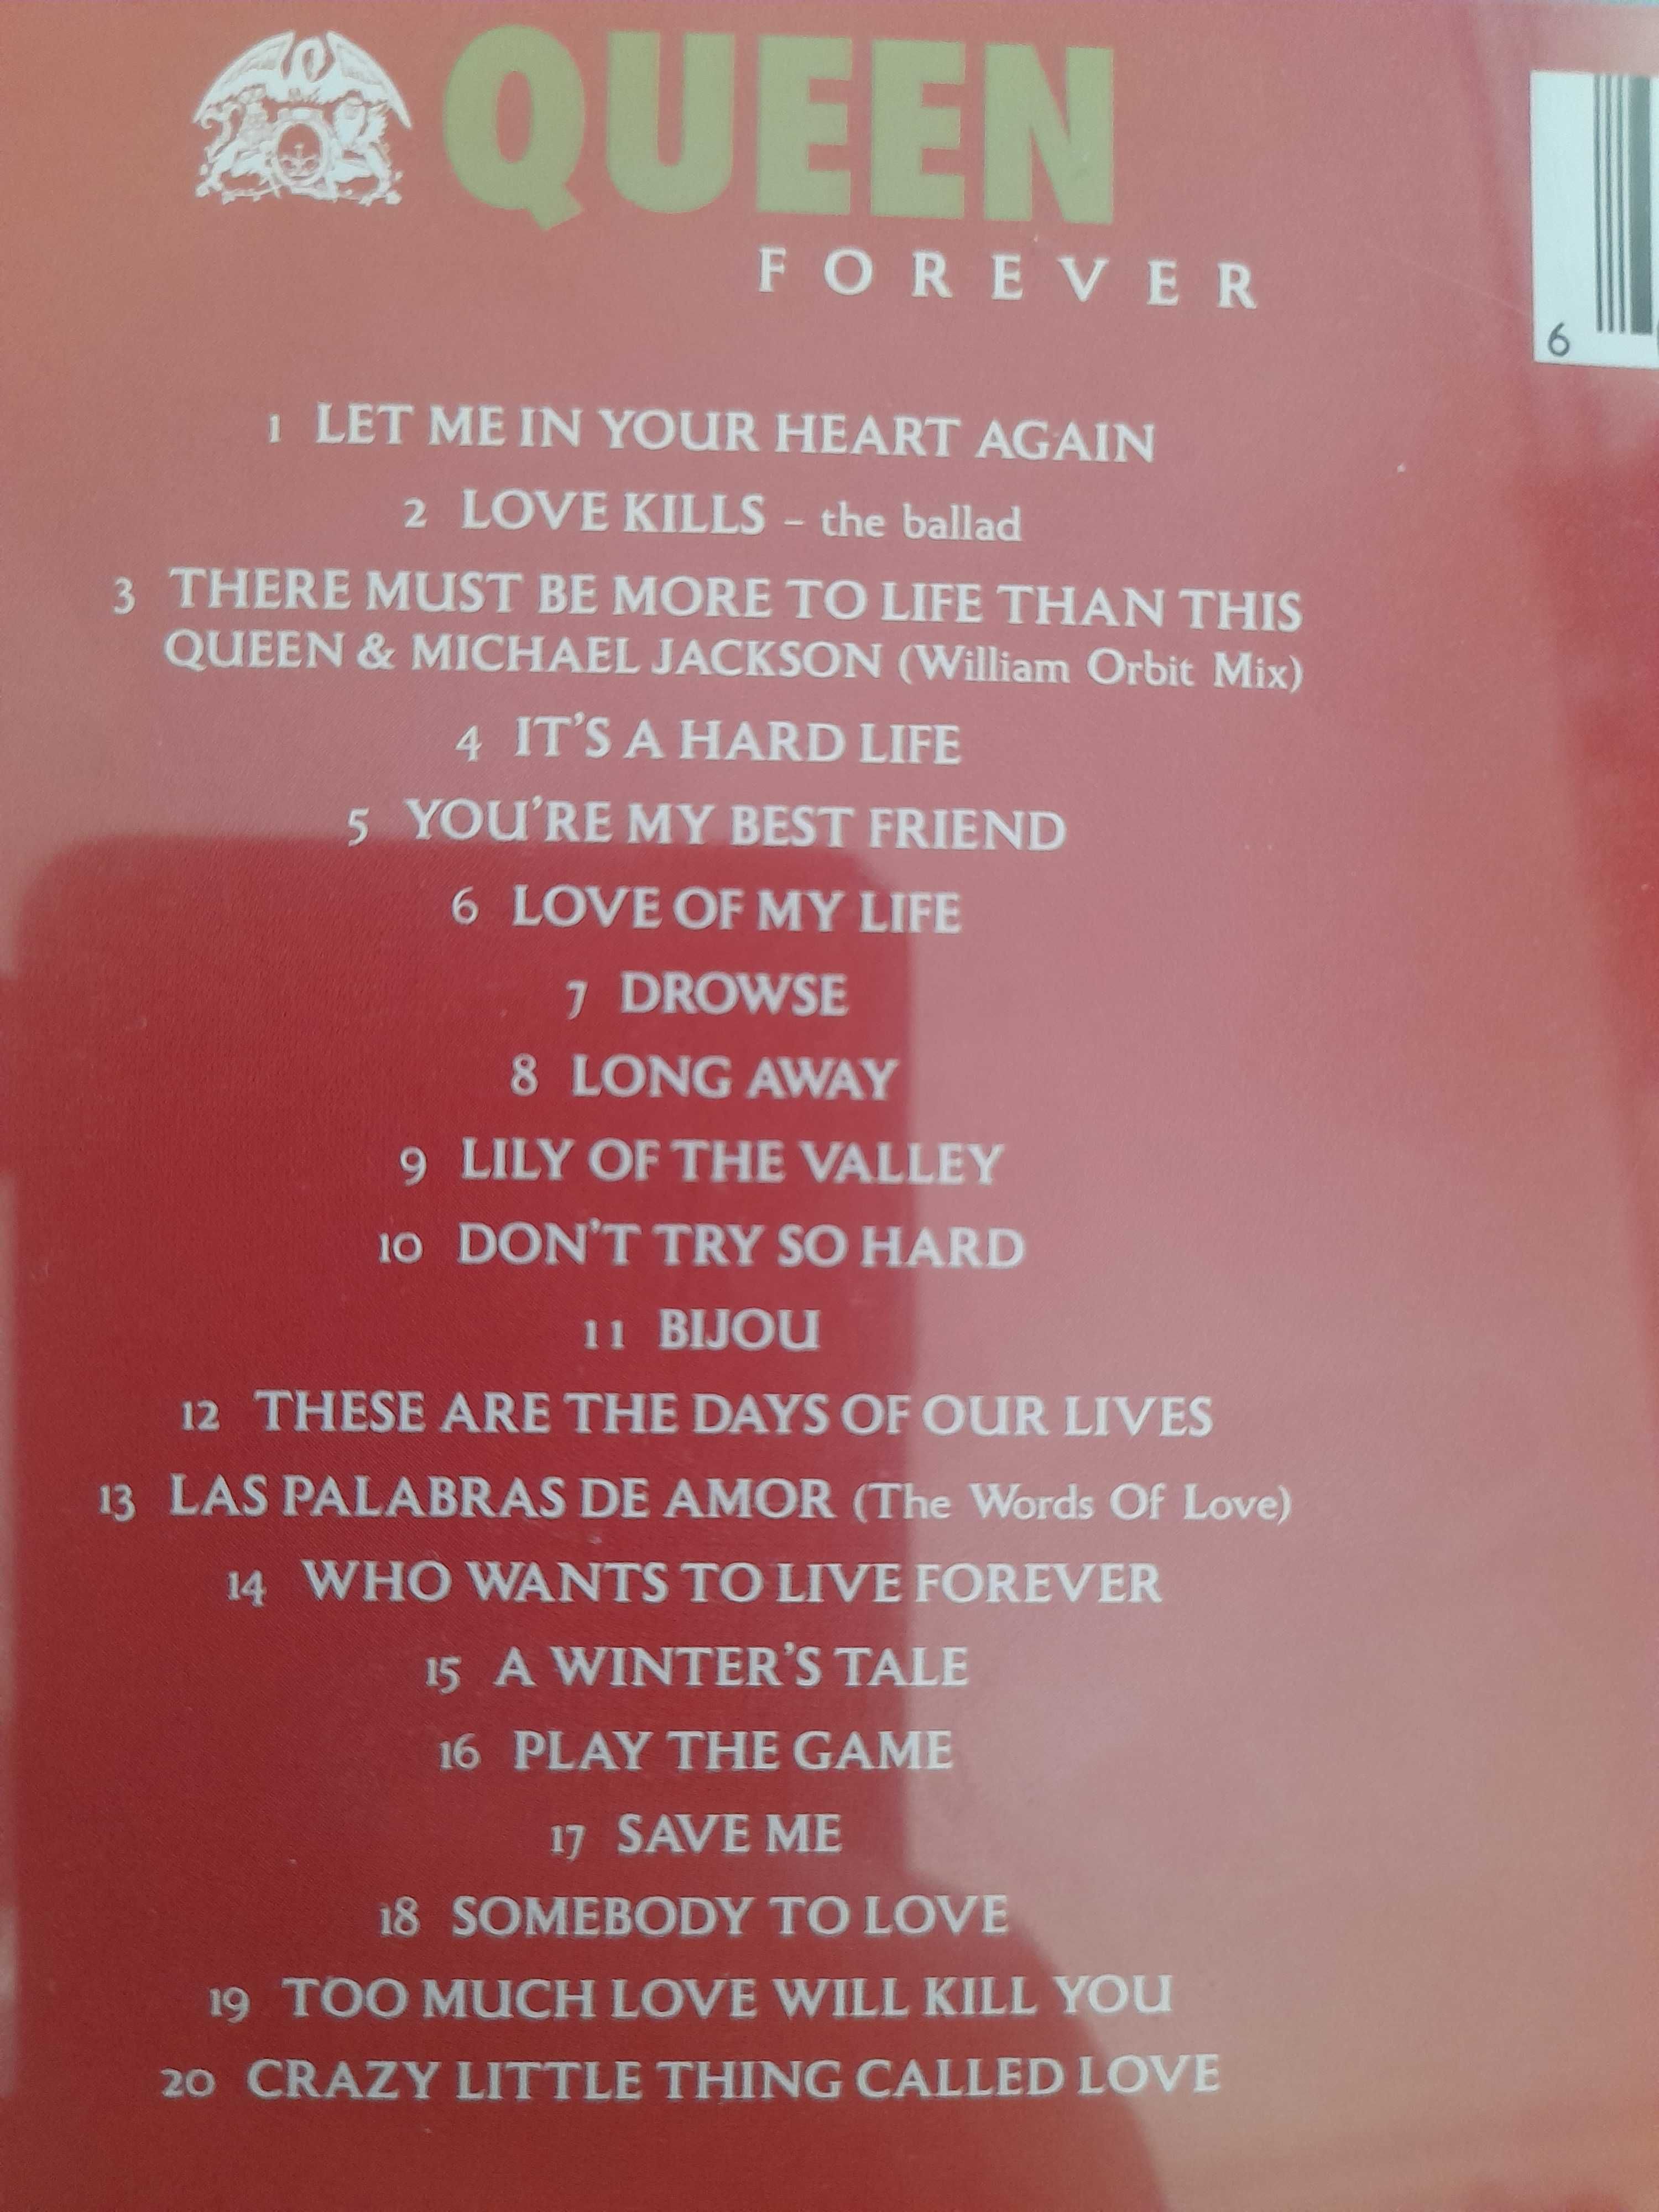 QUEEN
FOREVER
6
1 LET ME IN YOUR HEART AGAIN
2 LOVE KILLS – the ballad
3 THERE MUST BE MORE TO LIFE THAN THIS
QUEEN & MICHAEL JACKSON (William Orbit Mix)
4 IT'S A HARD LIFE
5 YOU'RE MY BEST FRIEND
6 LOVE OF MY LIFE
7 DROWSE
8 LONG AWAY
9 LILY OF THE VALLEY
10 DON'T TRY SO HARD
11 BIJOU
12 THESE ARE THE DAYS OF OUR LIVES
13 LAS PALABRAS DE AMOR (The Words Of Love)
14 WHO WANTS TO LIVE FOREVER
15 A WINTER'S TALE
16 PLAY THE GAME
17 SAVE ME
18 SOMEBODY TO LOVE
19 TOO MUCH LOVE WILL KILL YOU
20 CRAZY LITTLE THING CALLED LOVE